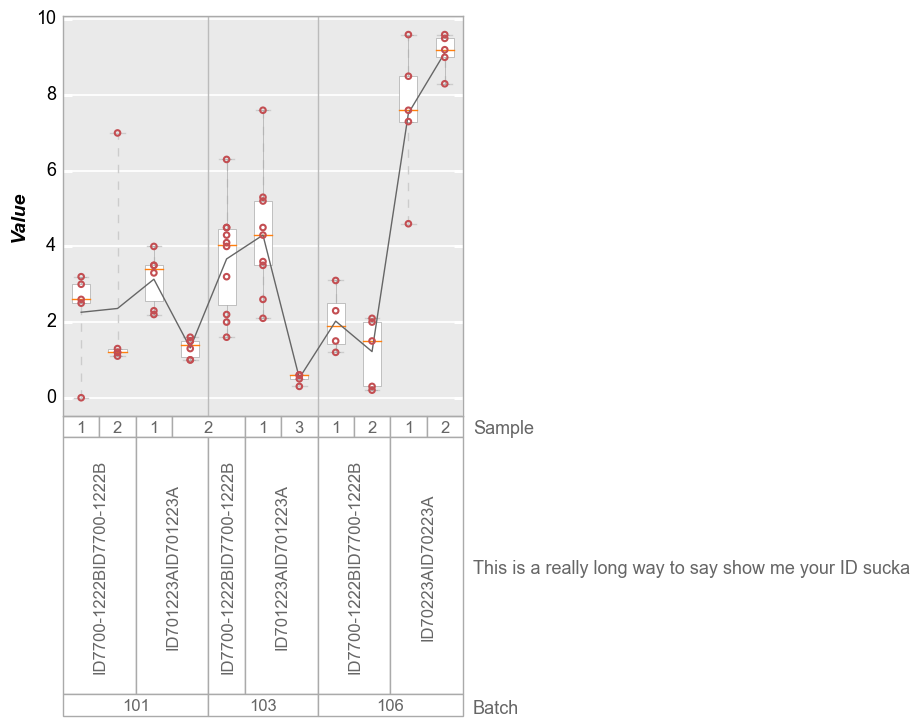 10
8
6
4
2
0
Value
1 2 1 2 1 3 1 2 1 2 Sample
ID7700-1222BID7700-1222B
ID701223AID701223A
ID7700-1222BID7700-1222B
ID701223AID701223A
ID7700-1222BID7700-1222B
ID70223AID70223A
This is a really long way to say show me your ID sucka
101 103 106 Batch